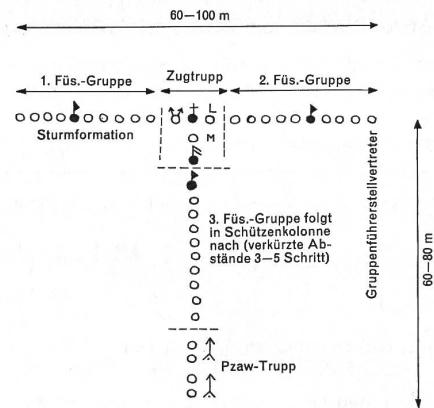 60—100 m
1. Füs.-Gruppe
Zugtrupp
2. Füs.-Gruppe
L
Sturmformation
M
3. Füs.-Gruppe folgt
in Schützenkolonne
nach (verkürzte Ab-
stände 3—5 Schritt)
Gruppenführerstellvertreter
60—80 m
Pzaw-Trupp